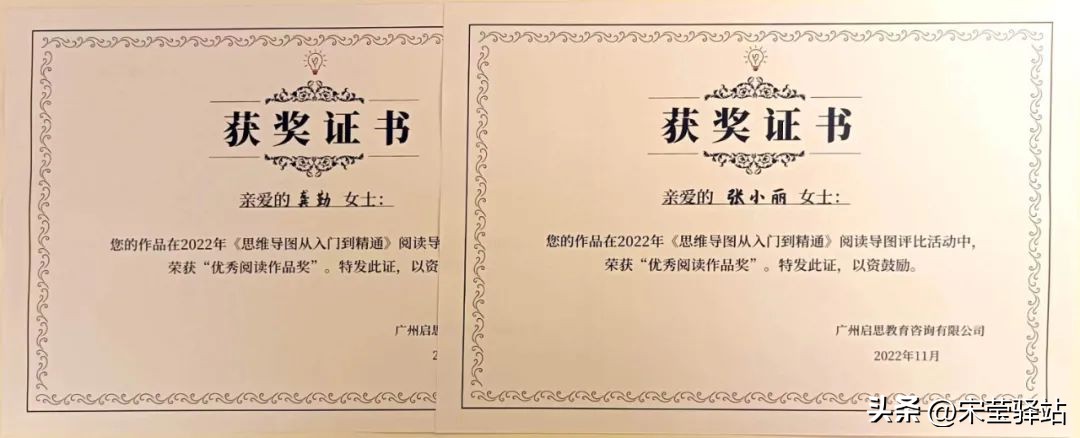 获奖证书
亲爱的 龚勤 女士：
您的作品在2022年《思维导图从入门到精通》阅读导
荣获“优秀阅读作品奖”。特发此证，以资
广州启思
2
获奖证书
亲爱的 张小丽 女士：
您的作品在2022年《思维导图从入门到精通》阅读导图评比活动中，
荣获“优秀阅读作品奖”。特发此证，以资鼓励。
广州启思教育咨询有限公司
2022年11月
头条 @宋莹驿站